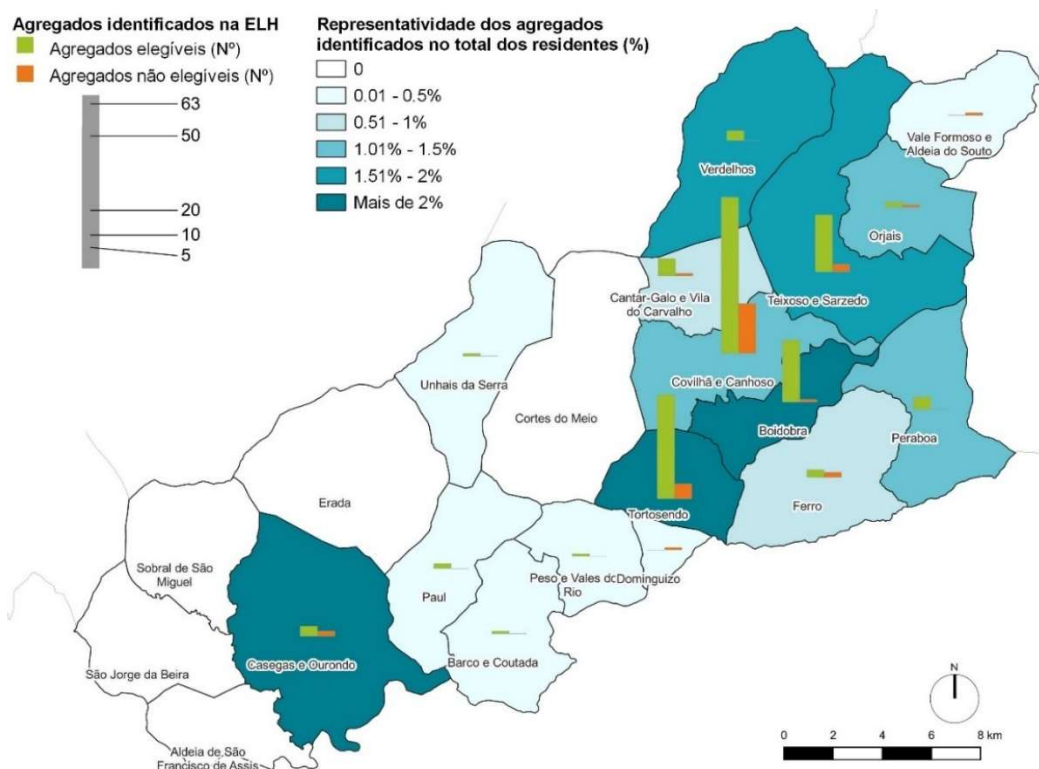 Agregados identificados na ELH
Agregados elegíveis (Nº)
Agregados não elegíveis (Nº)
63
50
20
10
5
Representatividade dos agregados
identificados no total dos residentes (%)
0
0.01 - 0.5%
0.51 - 1%
1.01% - 1.5%
1.51% - 2%
Mais de 2%
Vale Formoso e
Aldeia do Souto
Verdelhos
Orjais
Cantar-Galo e Vila
do Carvalho
Teixoso e Sarzedo
Unhais da Serra
Covilhã e Canhoso
Cortes do Meio
Boidobra
Peraboa
Erada
Tortosendo
Ferro
Sobral de São
Miguel
Paul
Peso e Vales do
Rio
Dominguizo
Casegas e Ourondo
Barco e Coutada
São Jorge da Beira
Aldeia de São
Francisco de Assis
N
0 2 4 6 8 km